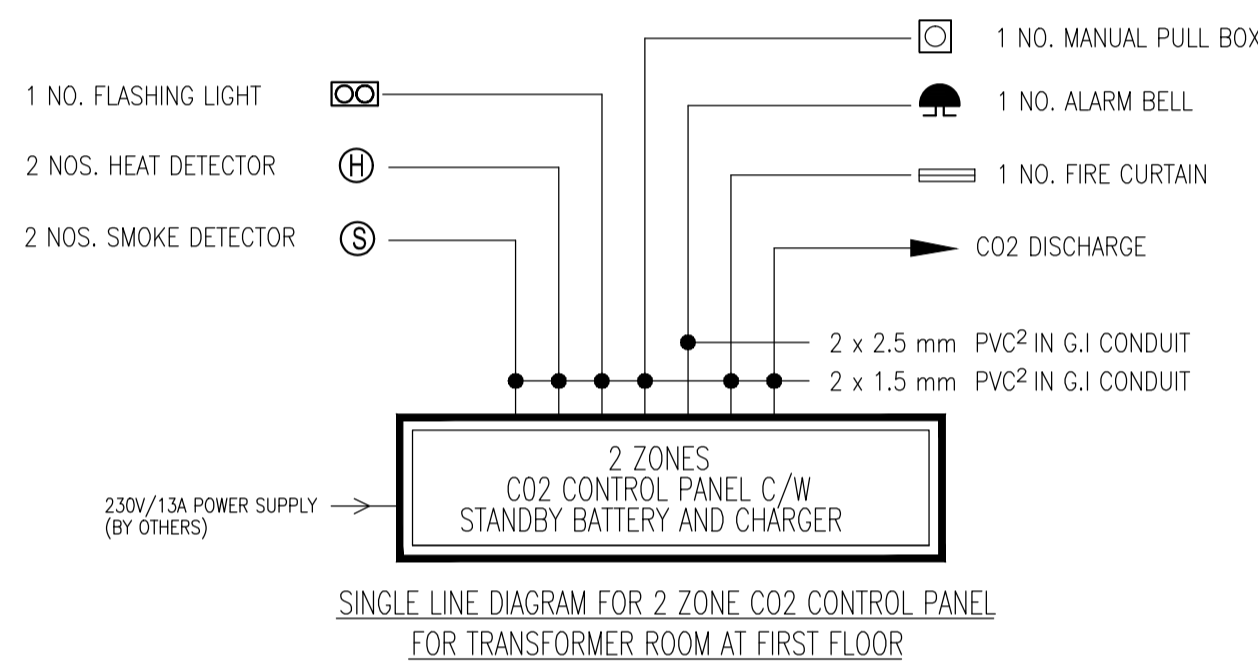 1 NO. MANUAL PULL BOX
1 NO. FLASHING LIGHT
1 NO. ALARM BELL
2 NOS. HEAT DETECTOR
H
1 NO. FIRE CURTAIN
2 NOS. SMOKE DETECTOR
S
CO2 DISCHARGE
2 x 2.5 mm PVC² IN G.I CONDUIT
2 x 1.5 mm PVC² IN G.I CONDUIT
2 ZONES
CO2 CONTROL PANEL C/W
STANDBY BATTERY AND CHARGER
230V/13A POWER SUPPLY
(BY OTHERS)
SINGLE LINE DIAGRAM FOR 2 ZONE CO2 CONTROL PANEL
FOR TRANSFORMER ROOM AT FIRST FLOOR